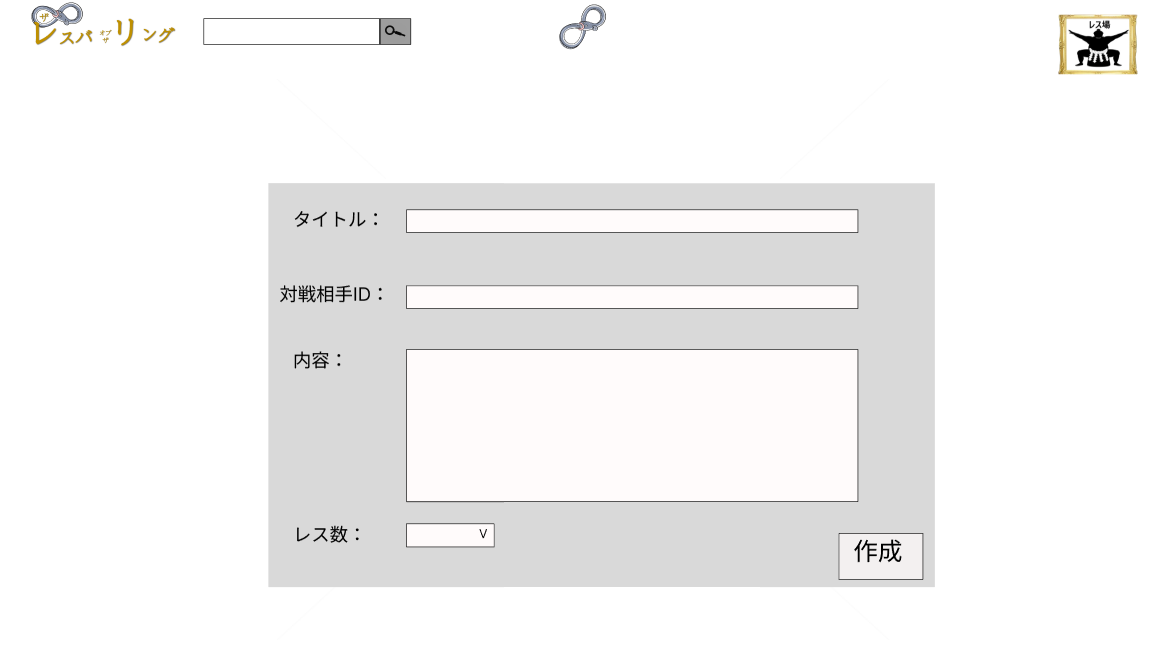 ザ
レスバ オブ ザ リング
レス場
タイトル：
対戦相手ID：
内容：
レス数：
V
作成